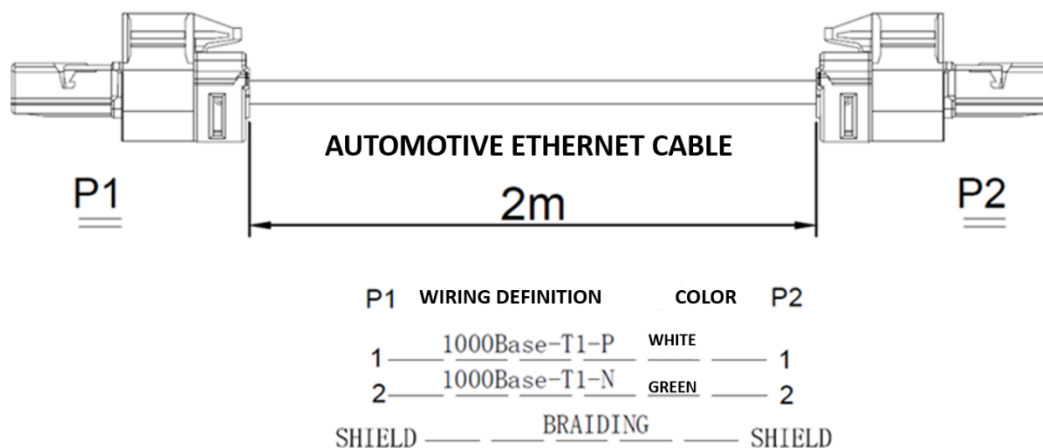 AUTOMOTIVE ETHERNET CABLE
P1 2m P2
P1 WIRING DEFINITION COLOR P2
1 1000Base-T1-P WHITE 1
2 1000Base-T1-N GREEN 2
SHIELD BRAIDING SHIELD